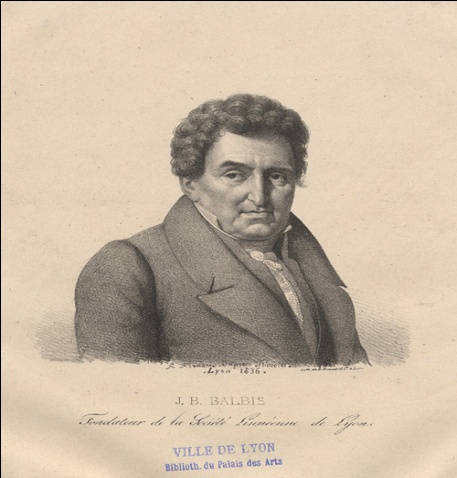 Lyon 1836.
J. B. BALBIS
Fondateur de la Société Linnéenne de Lyon.
VILLE DE LYON
Biblioth. du Palais des Arts